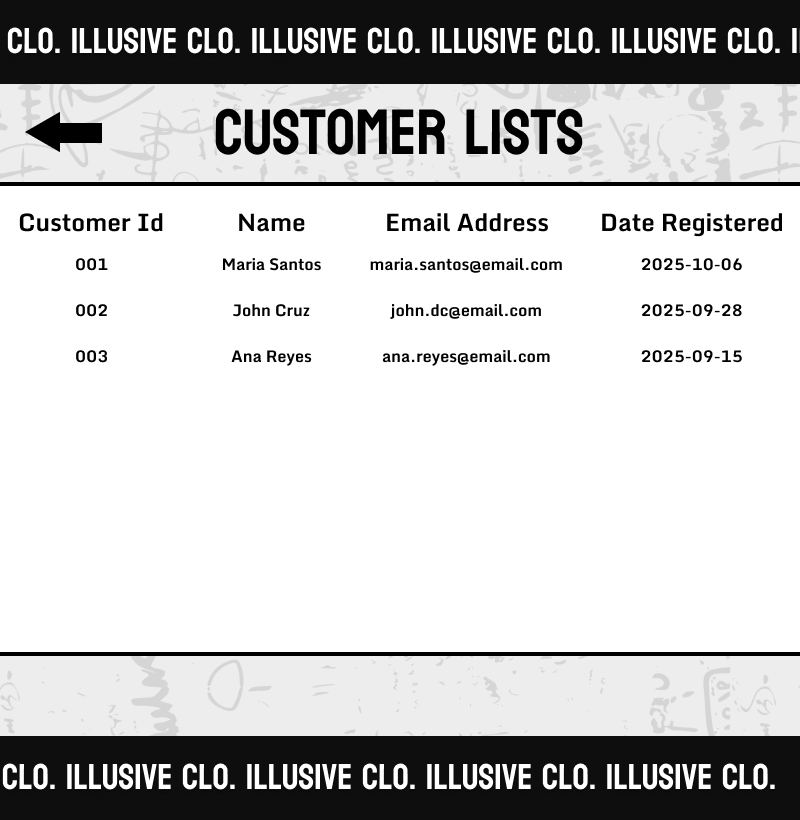 CLO. ILLUSIVE CLO. ILLUSIVE CLO. ILLUSIVE CLO. ILLUSIVE CLO.
CUSTOMER LISTS
Customer Id Name Email Address Date Registered
001 Maria Santos maria.santos@email.com 2025-10-06
002 John Cruz john.dc@email.com 2025-09-28
003 Ana Reyes ana.reyes@email.com 2025-09-15
CLO. ILLUSIVE CLO. ILLUSIVE CLO. ILLUSIVE CLO. ILLUSIVE CLO.